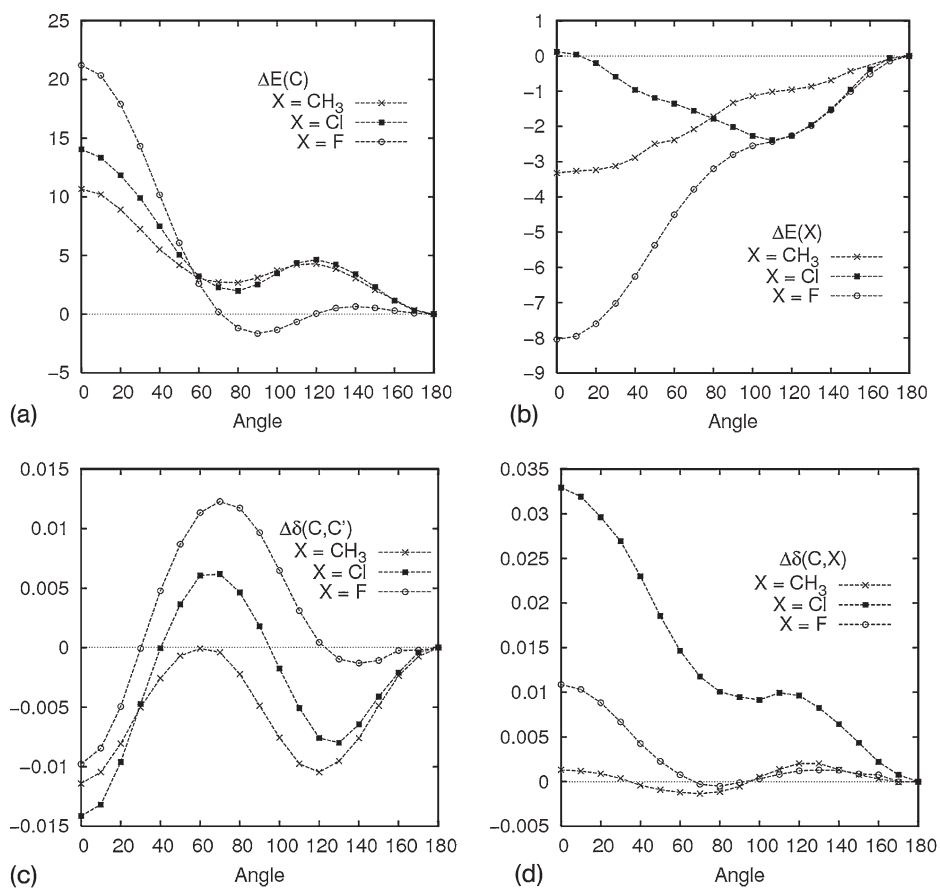 25
20
15
10
5
0
−5
ΔE(C)
X = CH3
X = Cl
X = F
0 20 40 60 80 100 120 140 160 180
Angle
(a)
1
0
−1
−2
−3
−4
−5
−6
−7
−8
−9
ΔE(X)
X = CH3
X = Cl
X = F
0 20 40 60 80 100 120 140 160 180
Angle
(b)
0.015
0.01
0.005
0
−0.005
−0.01
−0.015
Δδ(C,C')
X = CH3
X = Cl
X = F
0 20 40 60 80 100 120 140 160 180
Angle
(c)
0.035
0.03
0.025
0.02
0.015
0.01
0.005
0
−0.005
Δδ(C,X)
X = CH3
X = Cl
X = F
0 20 40 60 80 100 120 140 160 180
Angle
(d)